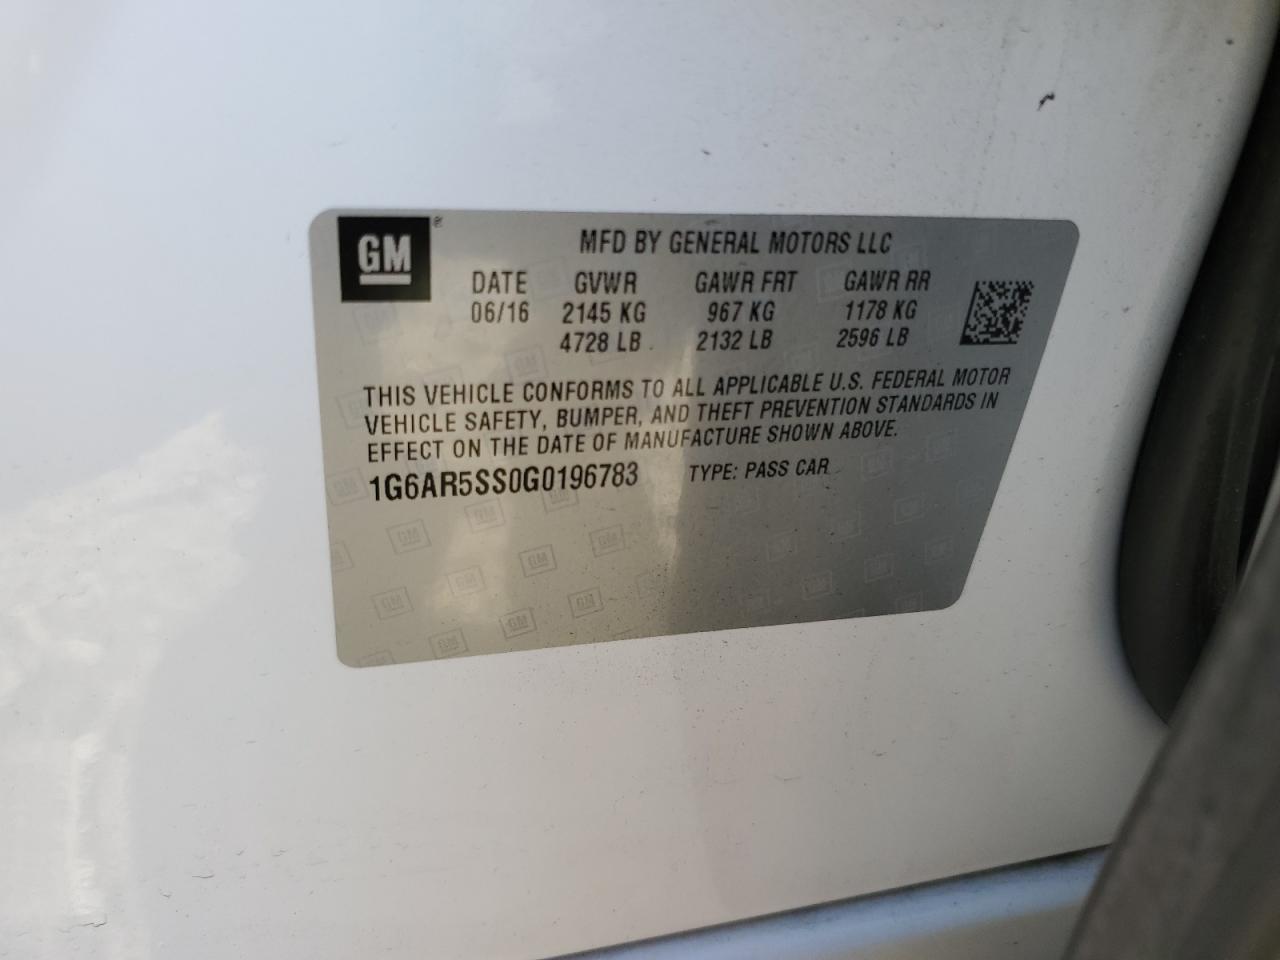 GM
MFD BY GENERAL MOTORS LLC
DATE GVWR GAWR FRT GAWR RR
06/16 2145 KG 967 KG 1178 KG
4728 LB 2132 LB 2596 LB
THIS VEHICLE CONFORMS TO ALL APPLICABLE U.S. FEDERAL MOTOR
VEHICLE SAFETY, BUMPER, AND THEFT PREVENTION STANDARDS IN
EFFECT ON THE DATE OF MANUFACTURE SHOWN ABOVE.
1G6AR5SS0G0196783 TYPE: PASS CAR